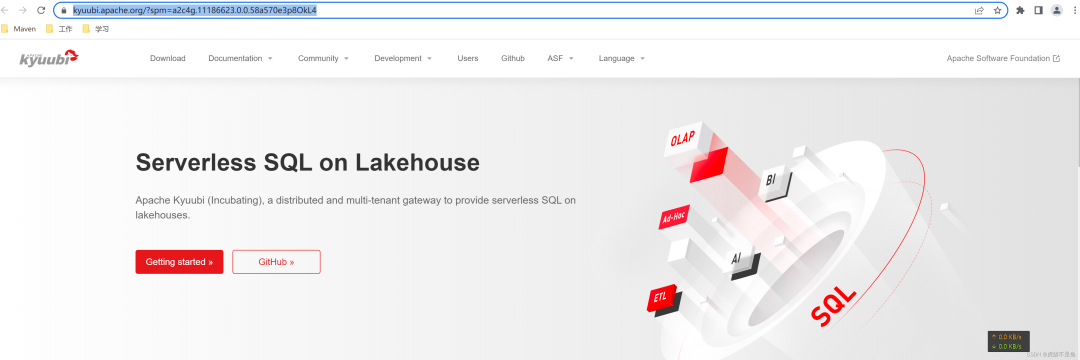 kyuubi.apache.org/?spm=a2c4g.11186623.0.0.58a570e3p8OkL4
Maven 工作 学习
kyuubi Download Documentation Community Development Users Github ASF Language Apache Software Foundation
OLAP
Serverless SQL on Lakehouse
BI
Apache Kyuubi (Incubating), a distributed and multi-tenant gateway to provide serverless SQL on
lakehouses.
Ad-Hoc
AI
Getting started » GitHub »
ETL
SQL
↑ 0.0 KB/s
↓ 0.0 KB/s